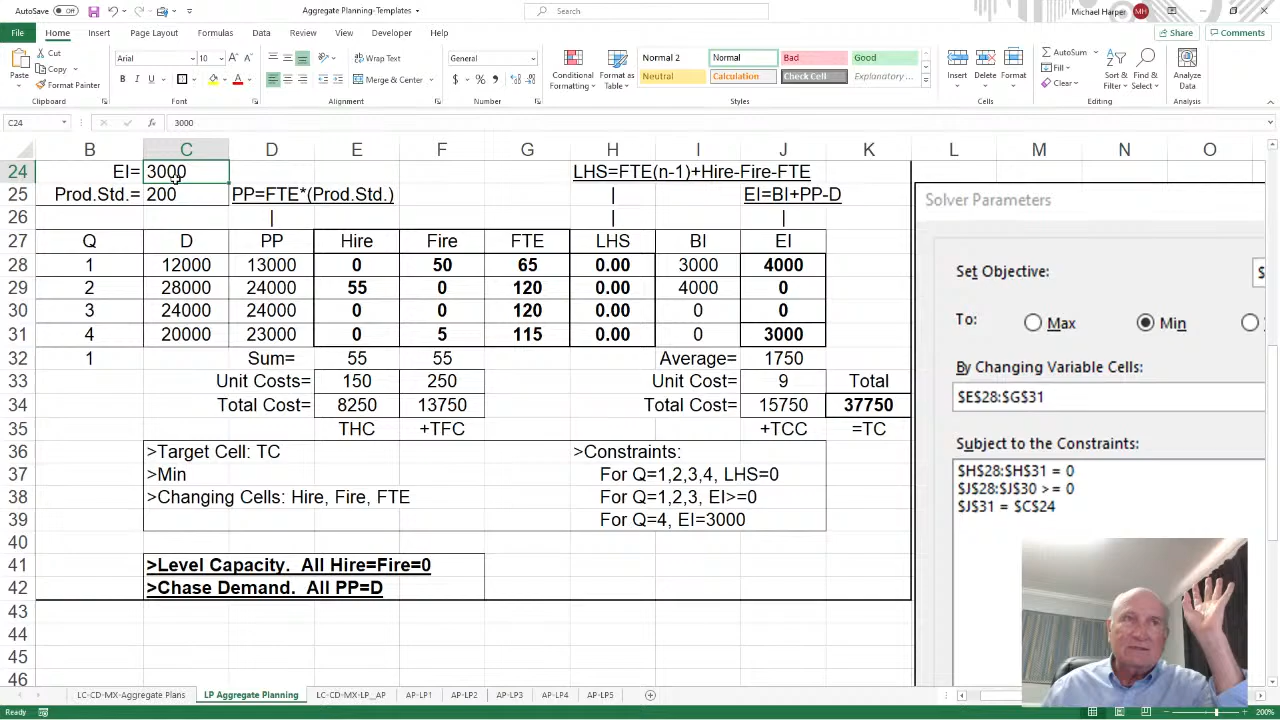 AutoSave Off Aggregate Planning-Templates Search Michael Harper MH
File Home Insert Page Layout Formulas Data Review View Developer Help Share Comments
Paste Cut Copy Format Painter Clipboard
Arial 10 B I U Font
Wrap Text Merge & Center Alignment
General $ % Number
Conditional Formatting Format as Table
Normal 2 Normal Bad Good
Neutral Calculation Check Cell Explanatory ...
Styles
Insert Delete Format Cells
AutoSum Fill Clear Sort & Filter Find & Select Editing
Analyze Data Analysis
C24 fx 3000
B C D E F G H I J K L M N O
24 EI= 3000 LHS=FTE(n-1)+Hire-Fire-FTE
25 Prod.Std.= 200 PP=FTE*(Prod.Std.) | EI=BI+PP-D
26 | | |
27 Q D PP Hire Fire FTE LHS BI EI
28 1 12000 13000 0 50 65 0.00 3000 4000
29 2 28000 24000 55 0 120 0.00 4000 0
30 3 24000 24000 0 0 120 0.00 0 0
31 4 20000 23000 0 5 115 0.00 0 3000
32 1 Sum= 55 55 Average= 1750
33 Unit Costs= 150 250 Unit Cost= 9 Total
34 Total Cost= 8250 13750 Total Cost= 15750 37750
35 THC +TFC +TCC =TC
36 >Target Cell: TC >Constraints:
37 >Min For Q=1,2,3,4, LHS=0
38 >Changing Cells: Hire, Fire, FTE For Q=1,2,3, EI>=0
39 For Q=4, EI=3000
40
41 >Level Capacity. All Hire=Fire=0
42 >Chase Demand. All PP=D
43
44
45
46
Solver Parameters
Set Objective: $
To: Max Min
By Changing Variable Cells:
$E$28:$G$31
Subject to the Constraints:
$H$28:$H$31 = 0
$J$28:$J$30 >= 0
$J$31 = $C$24
LC-CD-MX-Aggregate Plans LP Aggregate Planning LC-CD-MX-LP_AP AP-LP1 AP-LP2 AP-LP3 AP-LP4 AP-LP5
Ready 200%